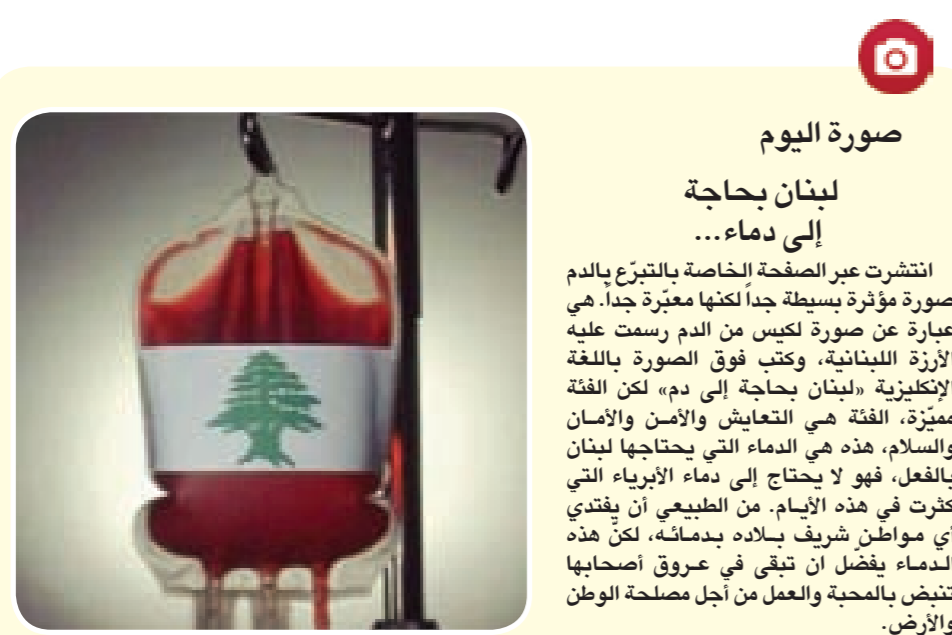 صورة اليوم
لبنان بحاجة
إلى دماء...
انتشرت عبر الصفحة الخاصة بالتبرّع بالدم
صورة مؤثرة بسيطة جداً لكنها معبّرة جداً. هي
عبارة عن صورة لكيس من الدم رسمت عليه
الأرزة اللبنانية، وكتب فوق الصورة باللغة
الإنكليزية «لبنان بحاجة إلى دم» لكن الفئة
مميّزة، الفئة هي التعايش والأمن والأمان
والسلام، هذه هي الدماء التي يحتاجها لبنان
بالفعل، فهو لا يحتاج إلى دماء الأبرياء التي
كثرت في هذه الأيام. من الطبيعي أن يفتدي
أي مواطن شريف بلاده بدمائه، لكنّ هذه
الدماء يفضّل ان تبقى في عروق أصحابها
تنبض بالمحبة والعمل من أجل مصلحة الوطن
والأرض.